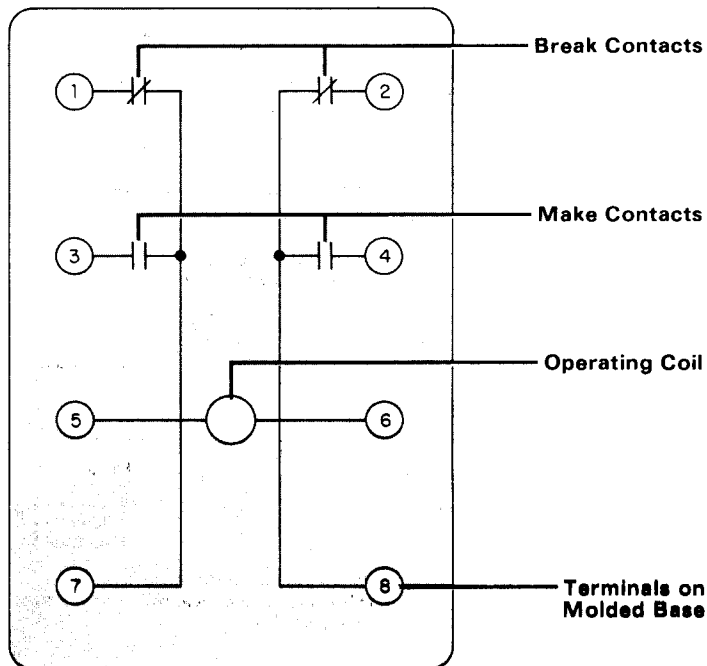 Break Contacts
1
2
Make Contacts
3
4
Operating Coil
5
6
7
8
Terminals on
Molded Base